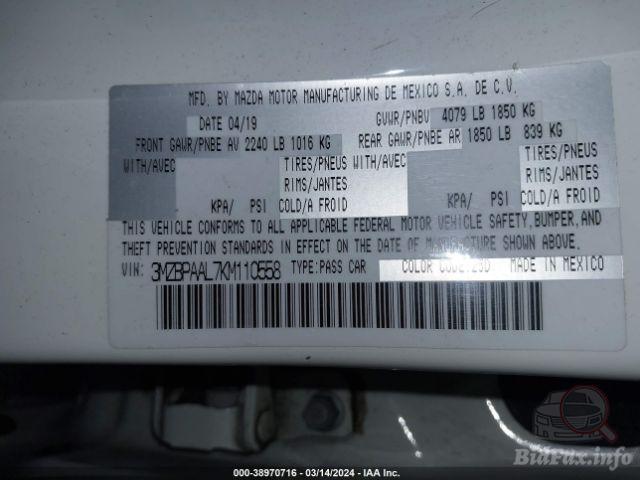 MFD. BY MAZDA MOTOR MANUFACTURING DE MEXICO S.A. DE C.V.
DATE 04/19 GVWR/PNBV 4079 LB 1850 KG
FRONT GAWR/PNBE AV 2240 LB 1016 KG REAR GAWR/PNBE AR 1850 LB 839 KG
WITH/AVEC TIRES/PNEUS WITH/AVEC TIRES/PNEUS
RIMS/JANTES RIMS/JANTES
KPA/ PSI COLD/A FROID KPA/ PSI COLD/A FROID
THIS VEHICLE CONFORMS TO ALL APPLICABLE FEDERAL MOTOR VEHICLE SAFETY, BUMPER, AND
THEFT PREVENTION STANDARDS IN EFFECT ON THE DATE OF MANUFACTURE SHOWN ABOVE.
VIN: 3MZBPAAL7KM110558 TYPE:PASS CAR COLOR CODE:25D MADE IN MEXICO
000-38970716 - 03/14/2024 - IAA Inc.
BidFax.info